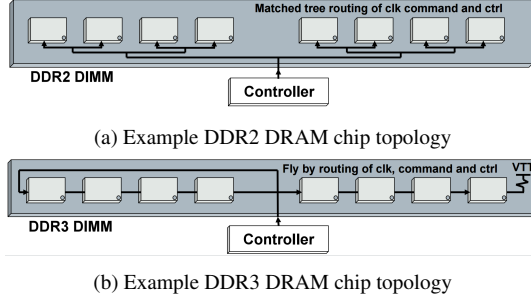 Matched tree routing of clk command and ctrl
DDR2 DIMM
Controller
(a) Example DDR2 DRAM chip topology
Fly by routing of clk, command and ctrl
VTT
DDR3 DIMM
Controller
(b) Example DDR3 DRAM chip topology